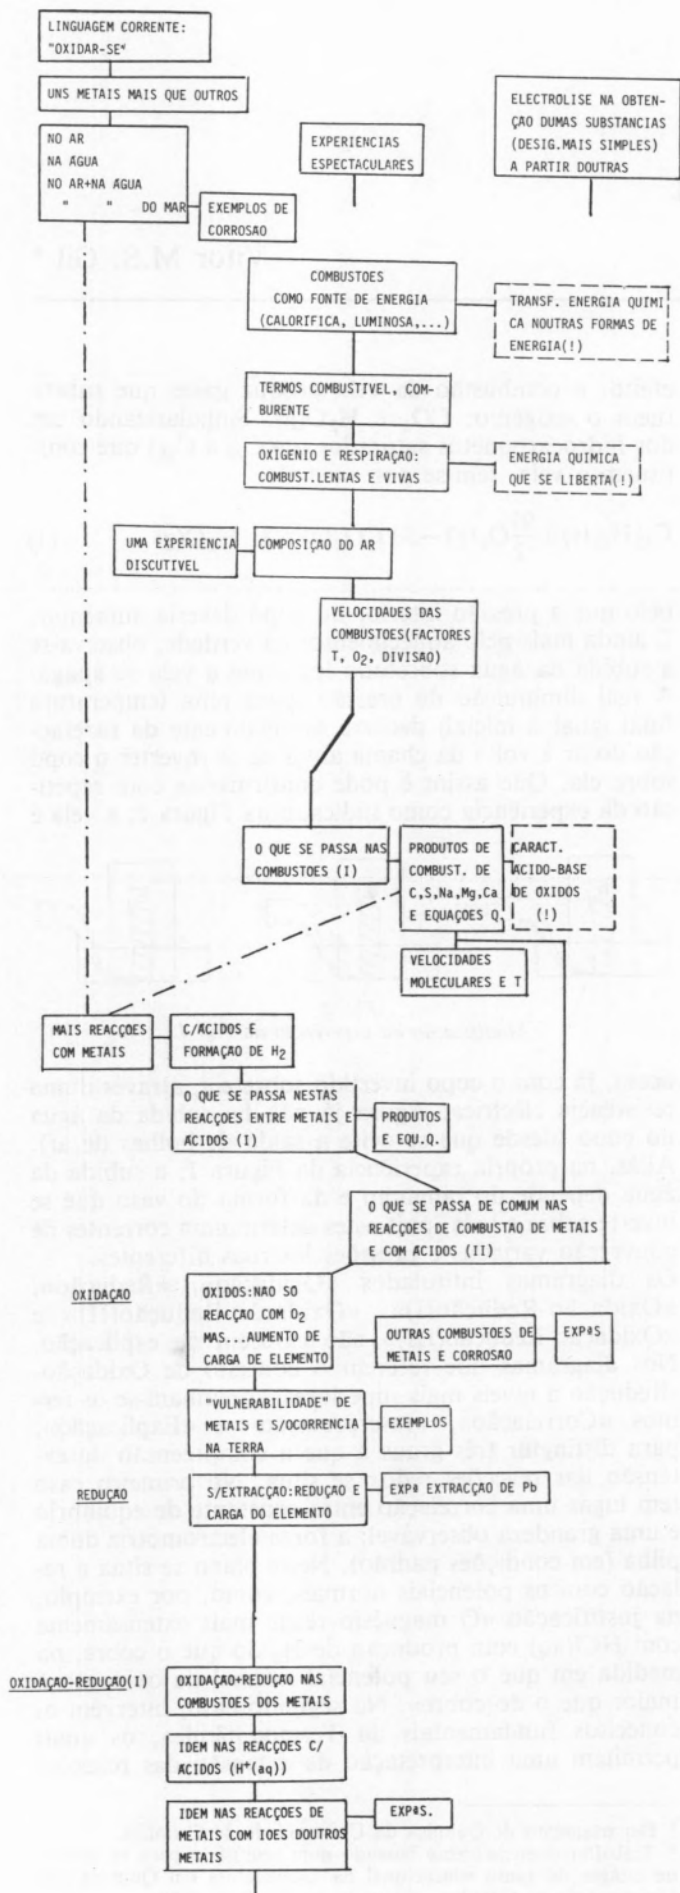 LINGUAGEM CORRENTE:
"OXIDAR-SE"
UNS METAIS MAIS QUE OUTROS
NO AR
NA ÁGUA
NO AR+NA ÁGUA
" " DO MAR
EXEMPLOS DE
CORROSAO
EXPERIENCIAS
ESPECTACULARES
ELECTROLISE NA OBTEN-
ÇAO DUMAS SUBSTANCIAS
(DESIG.MAIS SIMPLES)
A PARTIR DOUTRAS
COMBUSTOES
COMO FONTE DE ENERGIA
(CALORIFICA, LUMINOSA,...)
TRANSF. ENERGIA QUIMI
CA NOUTRAS FORMAS DE
ENERGIA(!)
TERMOS COMBUSTIVEL, COM-
BURENTE
OXIGENIO E RESPIRAÇAO:
COMBUST.LENTAS E VIVAS
ENERGIA QUIMICA
QUE SE LIBERTA(!)
UMA EXPERIENCIA
DISCUTIVEL
COMPOSIÇAO DO AR
VELOCIDADES DAS
COMBUSTOES(FACTORES
T, O2, DIVISAO)
O QUE SE PASSA NAS
COMBUSTOES (I)
PRODUTOS DE
COMBUST. DE
C,S,Na,Mg,Ca
E EQUAÇOES Q.
CARACT.
ACIDO-BASE
DE OXIDOS
(!)
VELOCIDADES
MOLECULARES E T
MAIS REACÇOES
COM METAIS
C/ACIDOS E
FORMAÇAO DE H2
O QUE SE PASSA NESTAS
REACÇOES ENTRE METAIS E
ACIDOS (I)
PRODUTOS
E EQU.Q.
O QUE SE PASSA DE COMUM NAS
REACÇOES DE COMBUSTAO DE METAIS
E COM ACIDOS (II)
OXIDAÇAO
OXIDOS:NAO SO
REACÇAO COM O2
MAS...AUMENTO DE
CARGA DE ELEMENTO
OUTRAS COMBUSTOES DE
METAIS E CORROSAO
EXPªS
"VULNERABILIDADE" DE
METAIS E S/OCORRENCIA
NA TERRA
EXEMPLOS
REDUÇAO
S/EXTRACÇAO:REDUÇAO E
CARGA DO ELEMENTO
EXPª EXTRACÇAO DE Pb
OXIDAÇAO-REDUÇAO(I)
OXIDAÇAO+REDUÇAO NAS
COMBUSTOES DOS METAIS
IDEM NAS REACÇOES C/
ACIDOS (H+(aq))
IDEM NAS REACÇOES DE
METAIS COM IOES DOUTROS
METAIS
EXPªS.